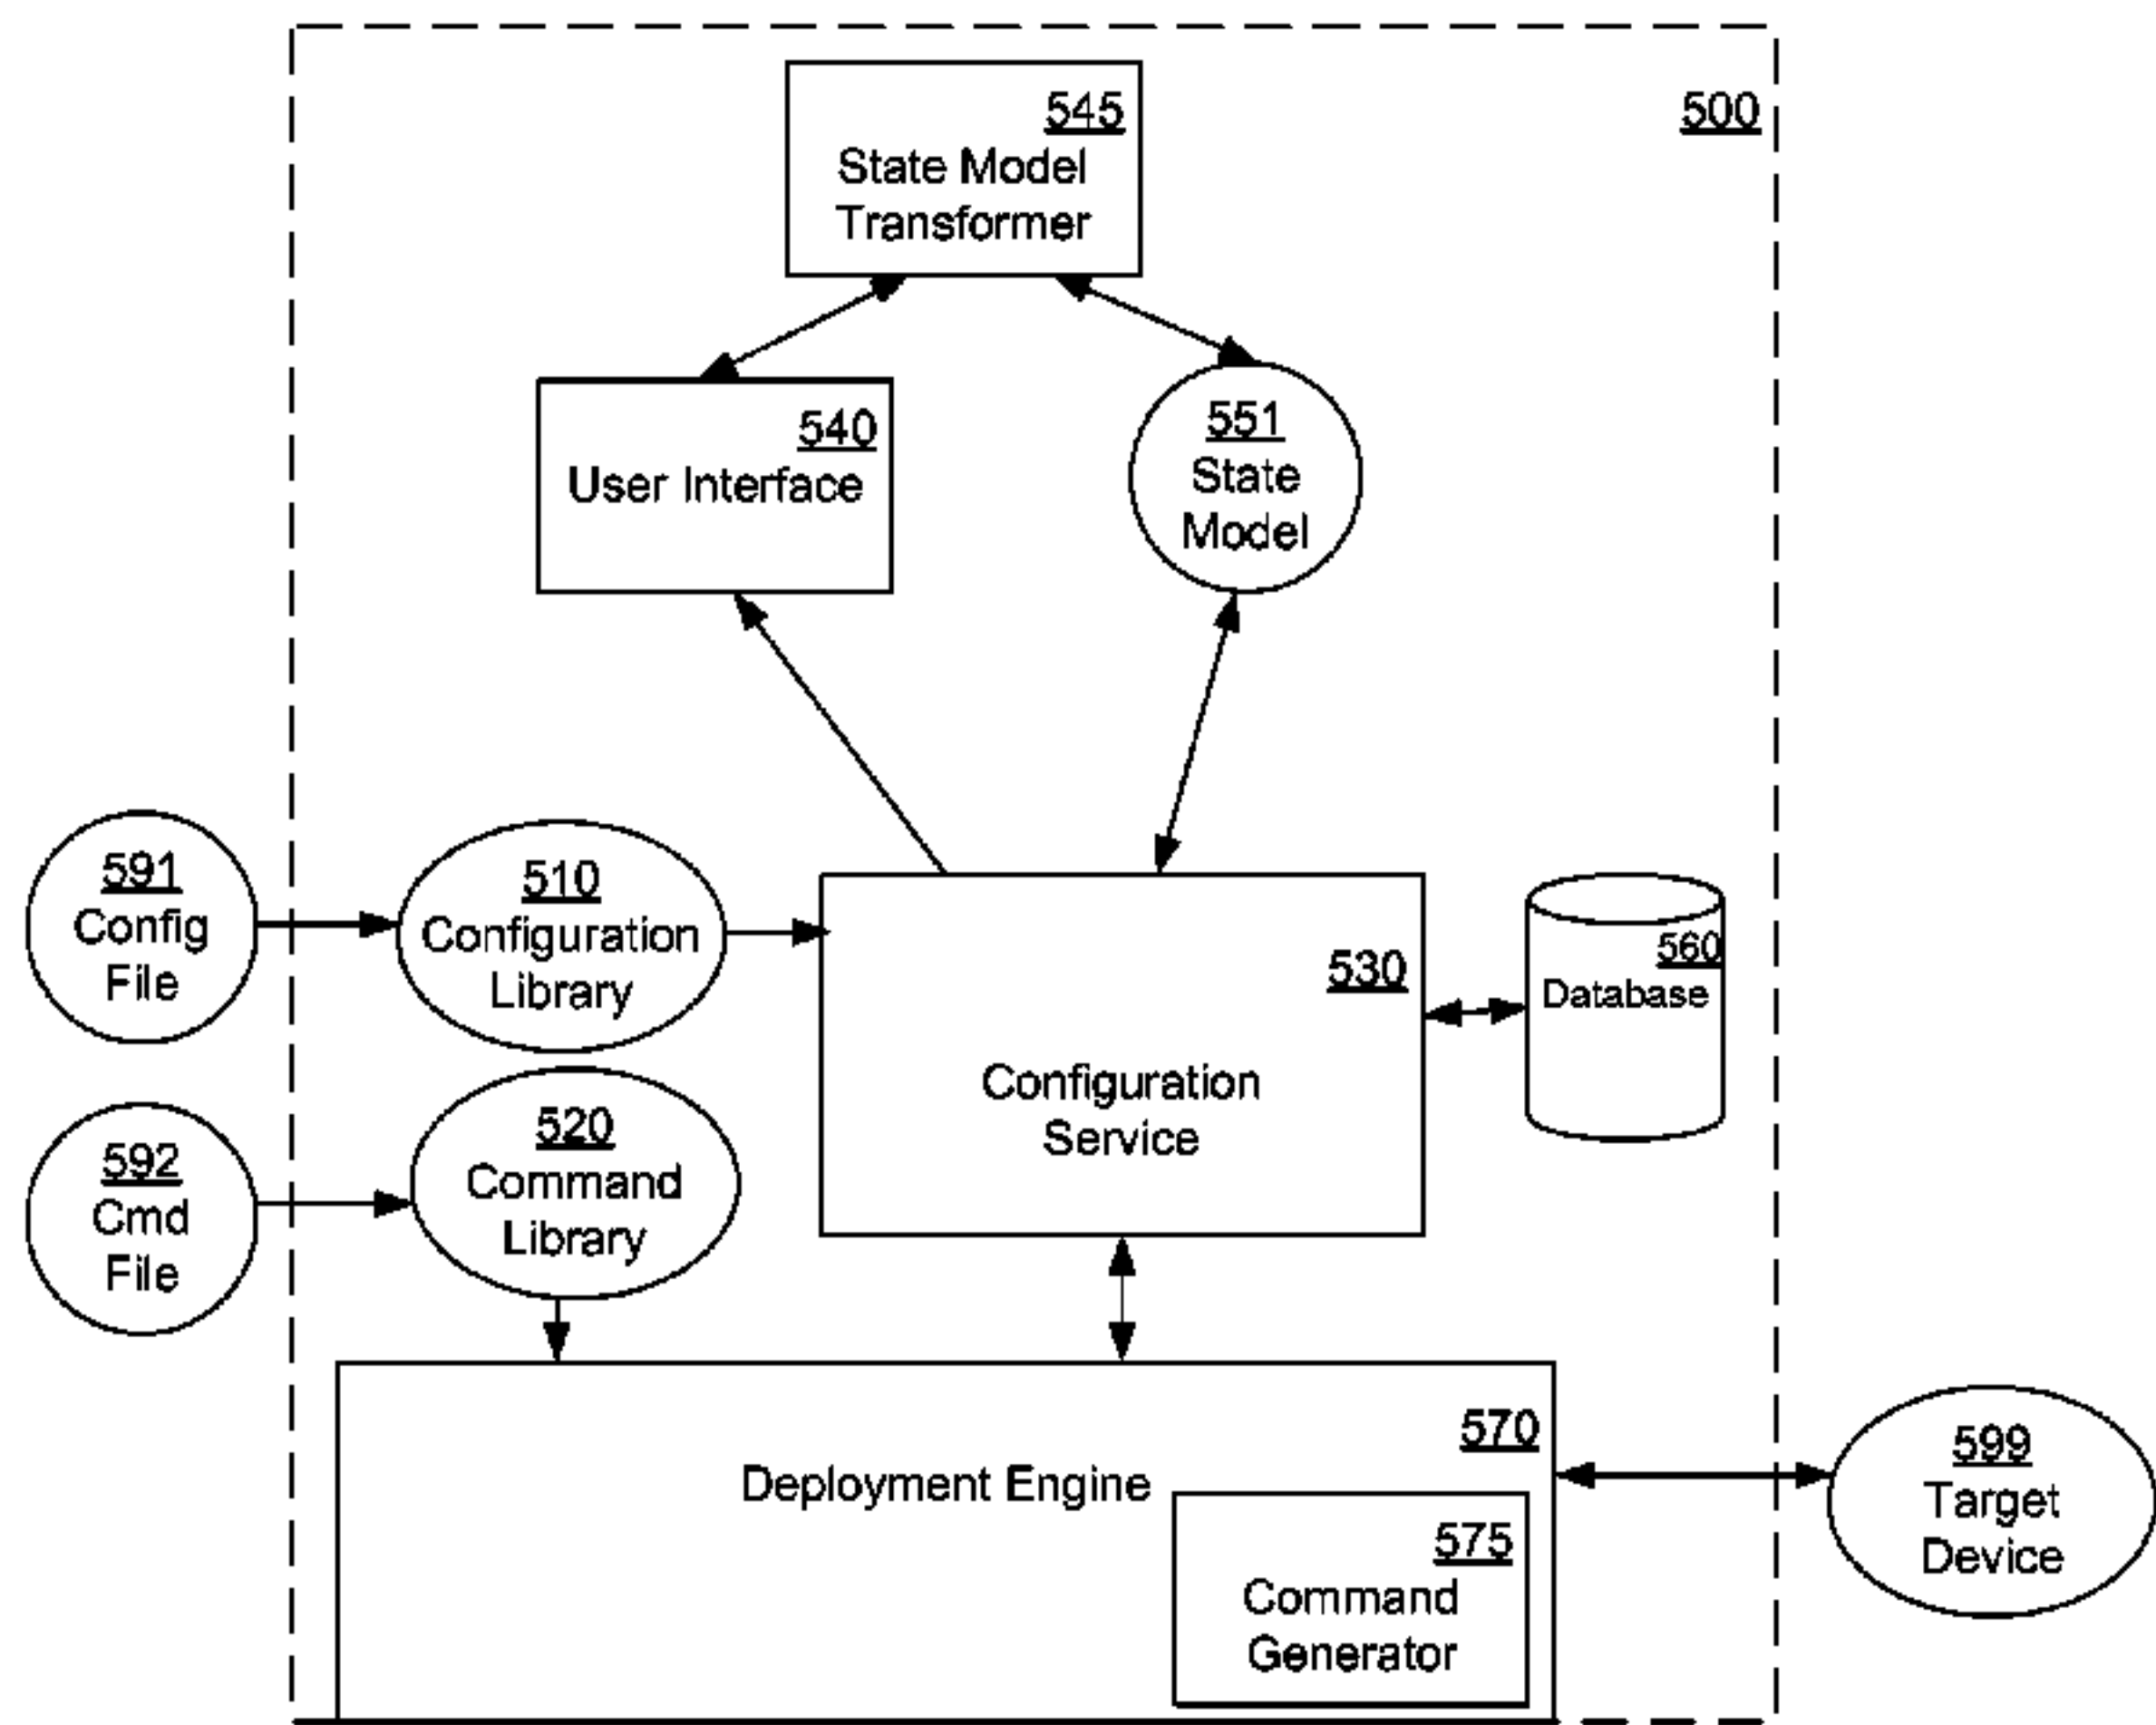 500
545
State Model
Transformer
540
User Interface
551
State
Model
591
Config
File
510
Configuration
Library
530
Configuration
Service
560
Database
592
Cmd
File
520
Command
Library
570
Deployment Engine
575
Command
Generator
599
Target
Device